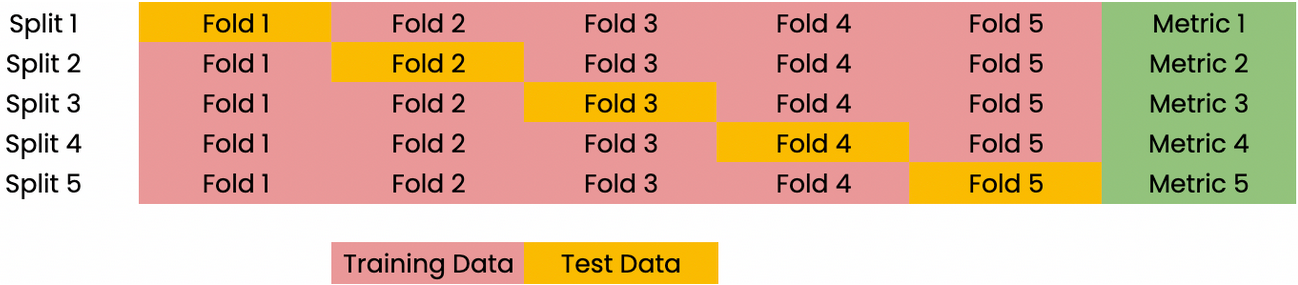 Split 1 Fold 1 Fold 2 Fold 3 Fold 4 Fold 5 Metric 1
Split 2 Fold 1 Fold 2 Fold 3 Fold 4 Fold 5 Metric 2
Split 3 Fold 1 Fold 2 Fold 3 Fold 4 Fold 5 Metric 3
Split 4 Fold 1 Fold 2 Fold 3 Fold 4 Fold 5 Metric 4
Split 5 Fold 1 Fold 2 Fold 3 Fold 4 Fold 5 Metric 5
Training Data Test Data